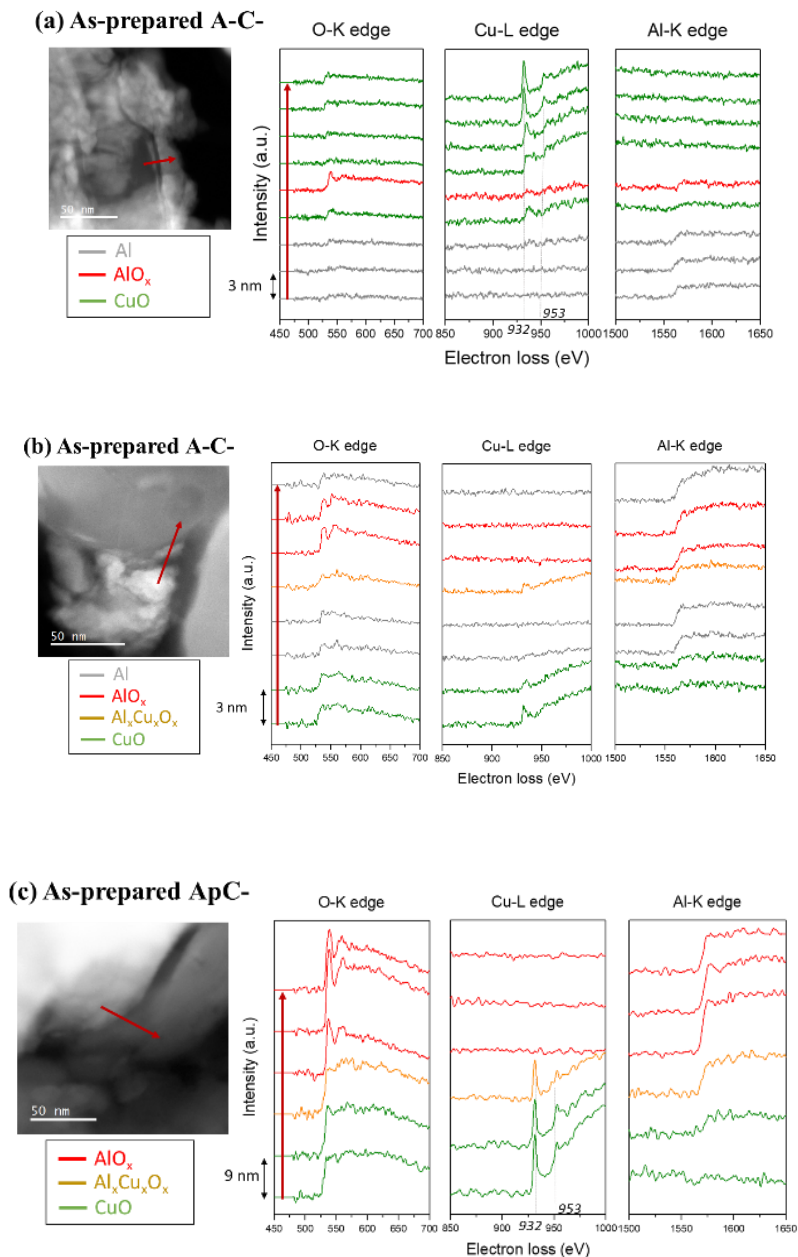 (a) As-prepared A-C-
O-K edge
Cu-L edge
Al-K edge
Intensity (a.u.)
50 nm
Al
AlOx
CuO
3 nm
450 500 550 600 650 700
850 900 950 1000
1500 1550 1600 1650
932 953
Electron loss (eV)
(b) As-prepared A-C-
O-K edge
Cu-L edge
Al-K edge
Intensity (a.u.)
50 nm
Al
AlOx
AlxCuxOx
CuO
3 nm
450 500 550 600 650 700
850 900 950 1000
1500 1550 1600 1650
Electron loss (eV)
(c) As-prepared ApC-
O-K edge
Cu-L edge
Al-K edge
Intensity (a.u.)
50 nm
AlOx
AlxCuxOx
CuO
9 nm
450 500 550 600 650 700
850 900 950 1000
1500 1550 1600 1650
932 953
Electron loss (eV)